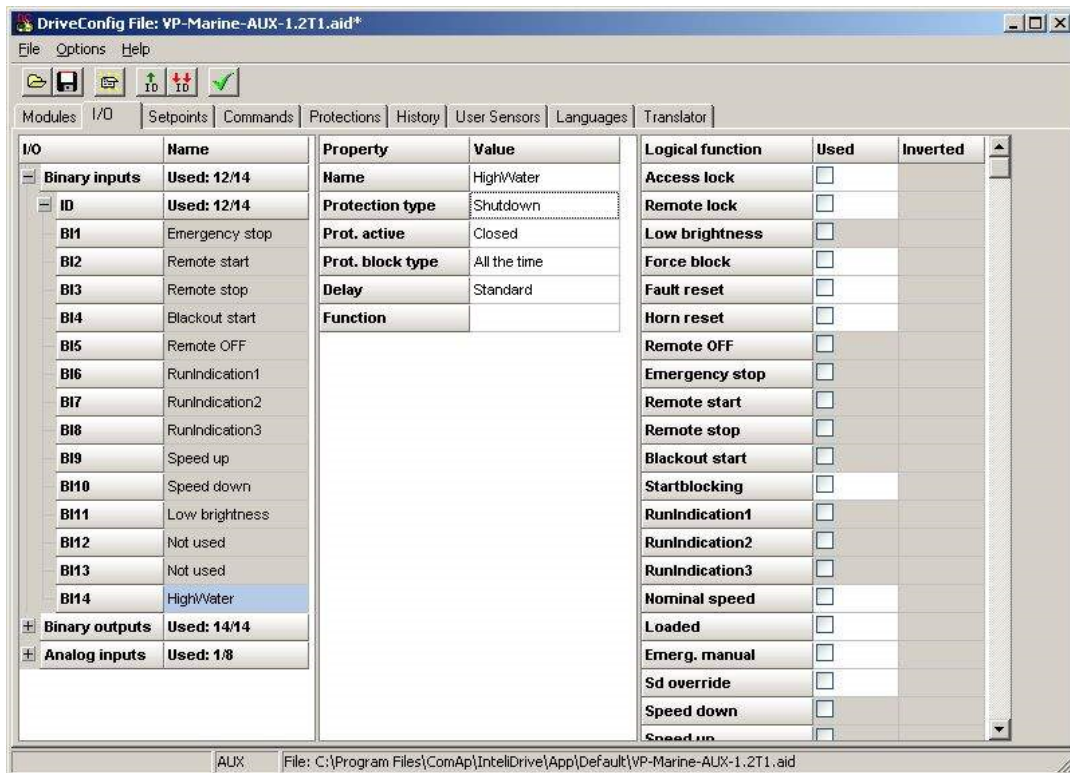 DriveConfig File: VP-Marine-AUX-1.2T1.aid*
File Options Help
ID ID
Modules I/O Setpoints Commands Protections History User Sensors Languages Translator
I/O Name Property Value Logical function Used Inverted
Binary inputs Used: 12/14 Name HighWater Access lock
ID Used: 12/14 Protection type Shutdown Remote lock
BI1 Emergency stop Prot. active Closed Low brightness
BI2 Remote start Prot. block type All the time Force block
BI3 Remote stop Delay Standard Fault reset
BI4 Blackout start Function Horn reset
BI5 Remote OFF Remote OFF
BI6 RunIndication1 Emergency stop
BI7 RunIndication2 Remote start
BI8 RunIndication3 Remote stop
BI9 Speed up Blackout start
BI10 Speed down Startblocking
BI11 Low brightness RunIndication1
BI12 Not used RunIndication2
BI13 Not used RunIndication3
BI14 HighWater Nominal speed
Binary outputs Used: 14/14 Loaded
Analog inputs Used: 1/8 Emerg. manual
Sd override
Speed down
Speed up
AUX File: C:\Program Files\ComAp\InteliDrive\App\Default\VP-Marine-AUX-1.2T1.aid